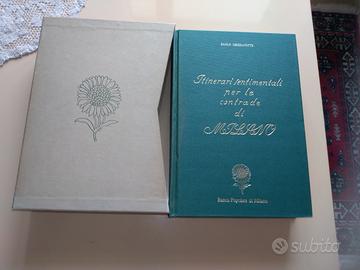 Itinerari sentimentali
per le
contrade
di
MILANO
Banca Popolare di Milano
subito